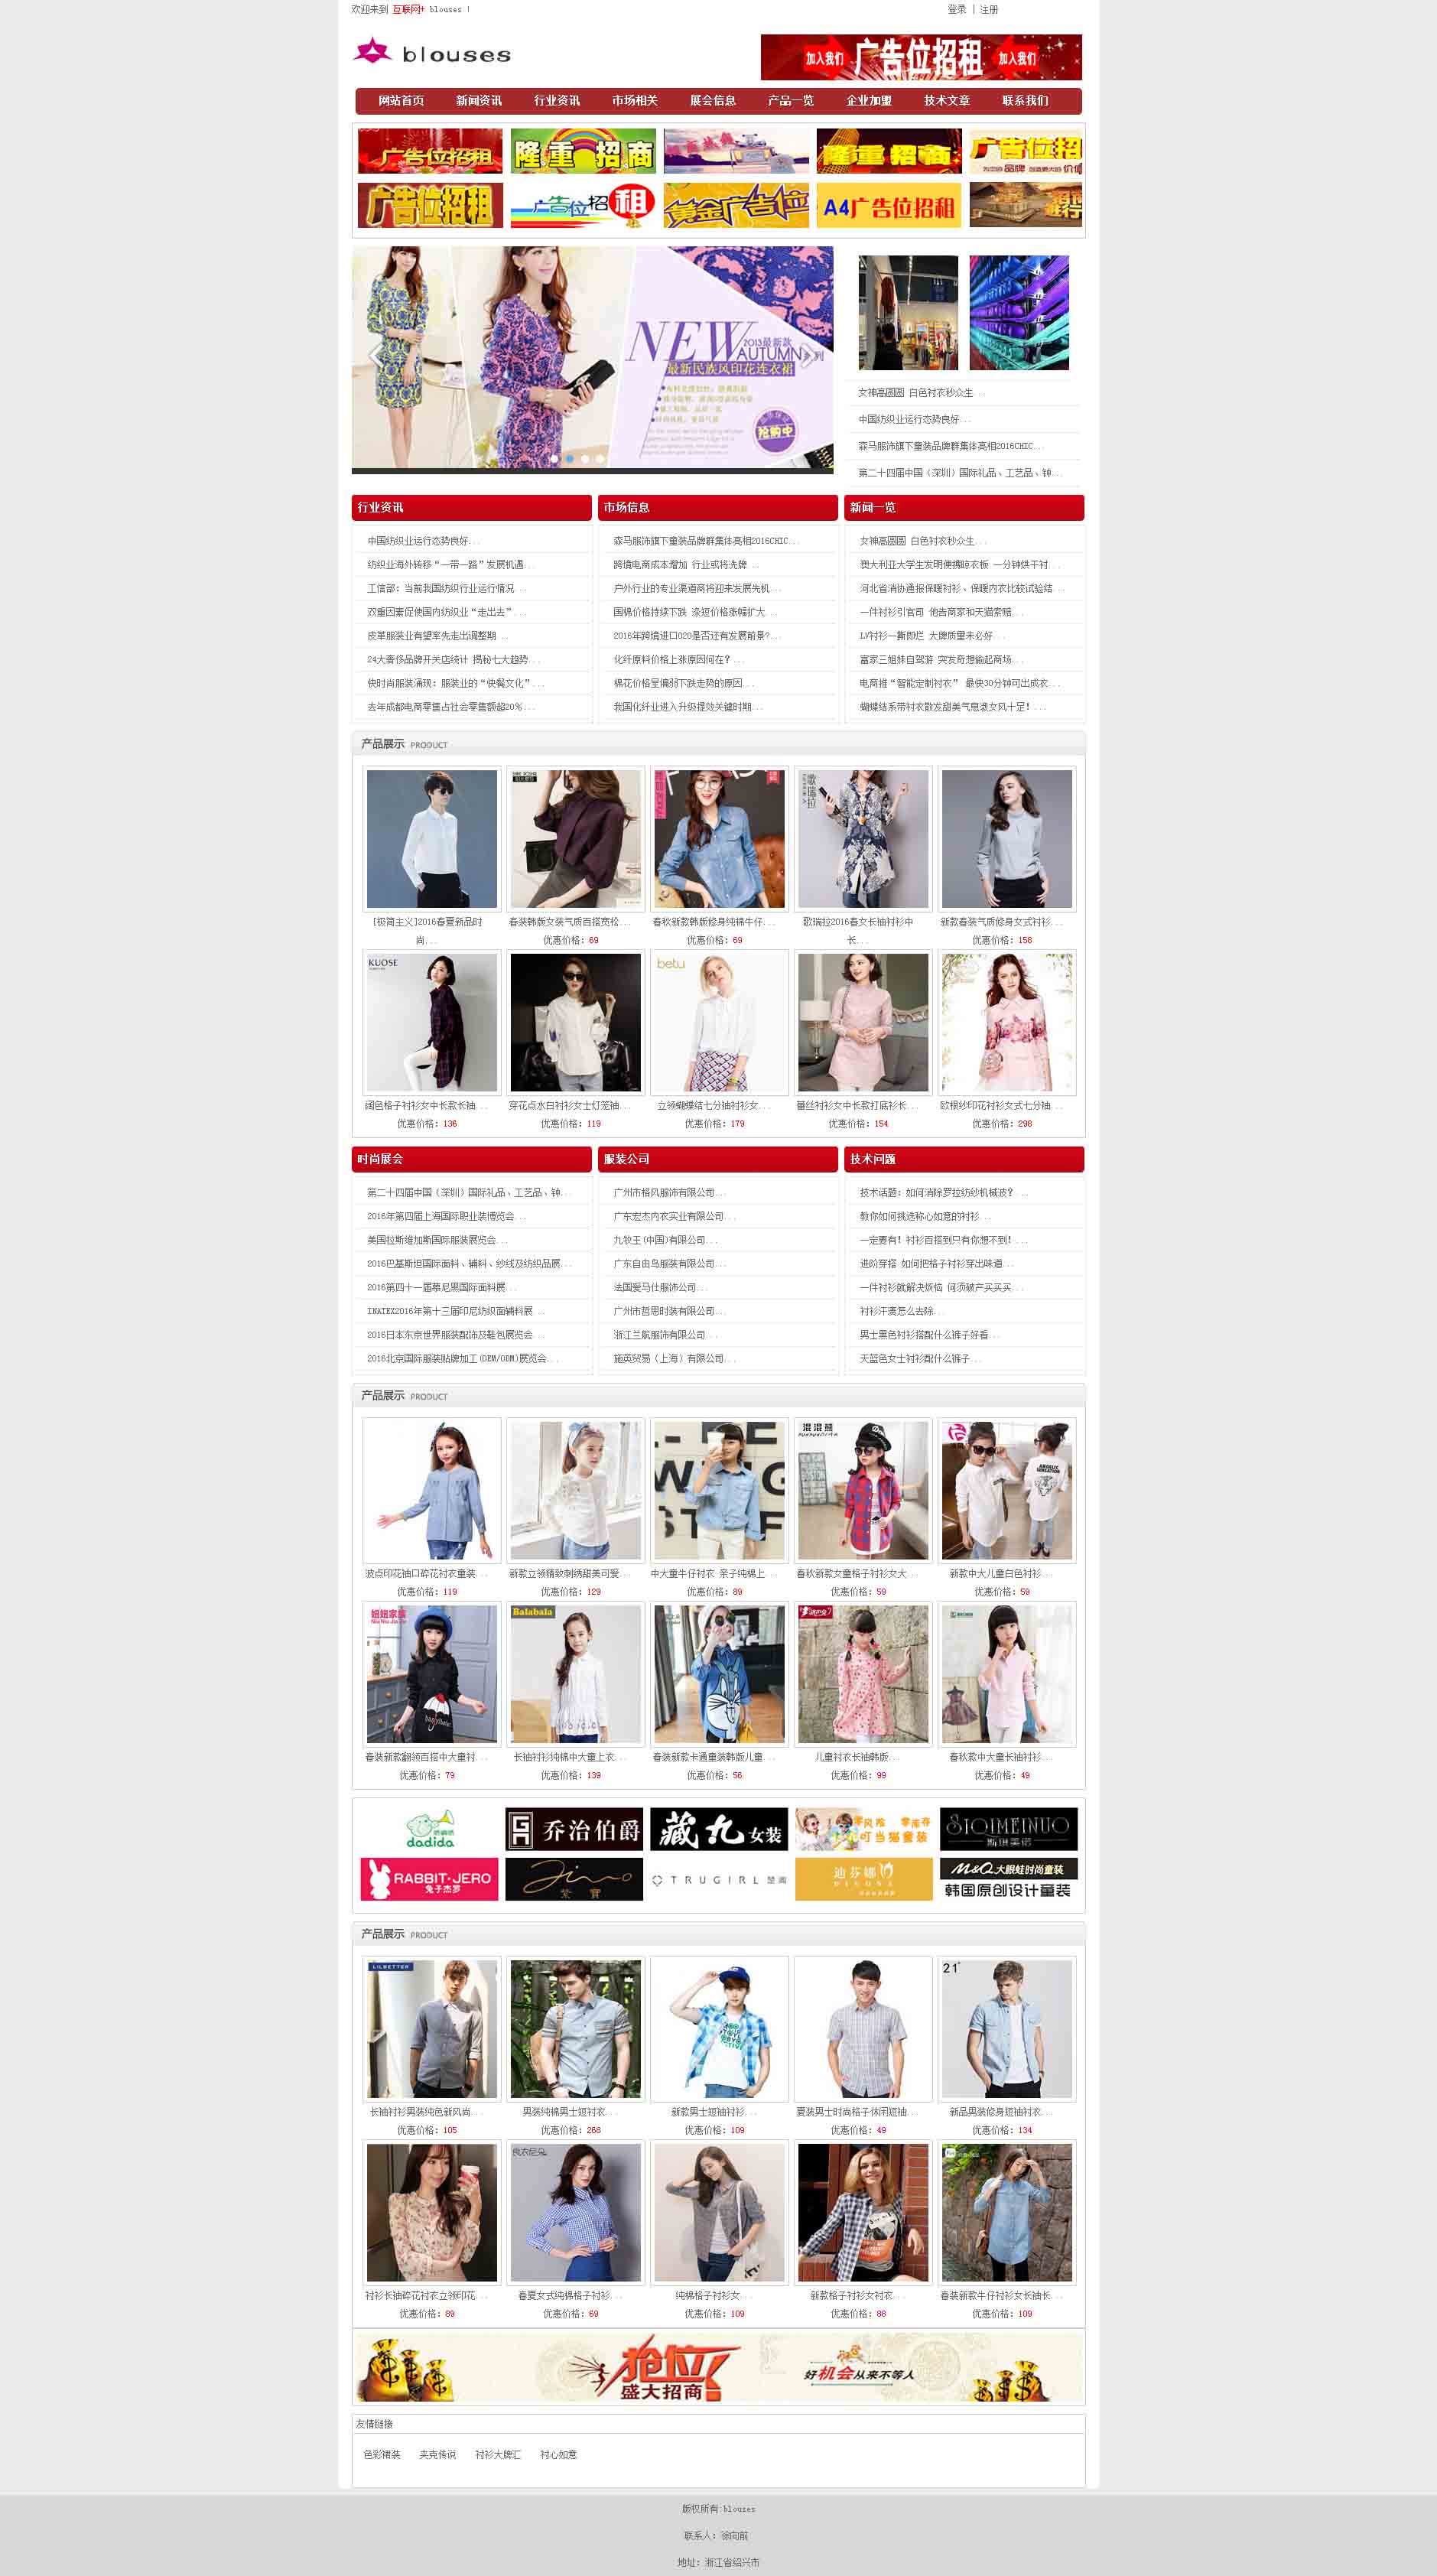 欢迎来到 互联网+ blouses !
登录 | 注册
blouses
加入我们 广告位招租 加入我们
网站首页 新闻资讯 行业资讯 市场相关 展会信息 产品一览 企业加盟 技术文章 联系我们
广告位招租 隆重招商 隆重招商 广告位招
广告位招租 广告位招租 黄金广告位 A4广告位招租
NEW
2013最新款
AUTUMN系列
最新民族风印花连衣裙
抢购中
女神高圆圆 白色衬衣秒众生...
中国纺织业运行态势良好...
森马服饰旗下童装品牌群集体亮相2016CHIC...
第二十四届中国（深圳）国际礼品、工艺品、钟...
行业资讯
中国纺织业运行态势良好...
纺织业海外转移“一带一路”发展机遇...
工信部：当前我国纺织行业运行情况...
双重因素促使国内纺织业“走出去”...
皮革服装业有望率先走出调整期...
24大奢侈品牌开关店统计 揭秘七大趋势...
快时尚服装涌现：服装业的“快餐文化”...
去年成都电商零售占社会零售额超20%...
市场信息
森马服饰旗下童装品牌群集体亮相2016CHIC...
跨境电商成本增加 行业或将洗牌...
户外行业的专业渠道商将迎来发展先机...
国棉价格持续下跌 涤短价格涨幅扩大...
2016年跨境进口O2O是否还有发展前景?...
化纤原料价格上涨原因何在？...
棉花价格呈偏弱下跌走势的原因...
我国化纤业进入升级提效关键时期...
新闻一览
女神高圆圆 白色衬衣秒众生...
澳大利亚大学生发明便携晾衣板 一分钟烘干衬...
河北省消协通报保暖衬衫、保暖内衣比较试验结...
一件衬衫引官司 他告商家和天猫索赔...
LV衬衫一撕即烂 大牌质量未必好...
富家三姐妹自驾游 突发奇想偷起商场...
电商推“智能定制衬衣” 最快30分钟可出成衣...
蝴蝶结系带衬衣散发甜美气息淑女风十足！...
产品展示 PRODUCT
[极简主义]2016春夏新品时尚...
春装韩版女装气质百搭宽松...
优惠价格：69
春秋新款韩版修身纯棉牛仔...
优惠价格：69
歌瑞拉
歌瑞拉2016春女长袖衬衫中长...
新款春装气质修身女式衬衫...
优惠价格：158
KUOSE
阔色格子衬衫女中长款长袖...
优惠价格：136
穿花点水白衬衫女士灯笼袖...
优惠价格：119
betu
立领蝴蝶结七分袖衬衫女...
优惠价格：179
蕾丝衬衫女中长款打底衫长...
优惠价格：154
欧根纱印花衬衫女式七分袖...
优惠价格：298
时尚展会
第二十四届中国（深圳）国际礼品、工艺品、钟...
2016年第四届上海国际职业装博览会...
美国拉斯维加斯国际服装展览会...
2016巴基斯坦国际面料、辅料、纱线及纺织品展...
2016第四十一届慕尼黑国际面料展...
INATEX2016年第十三届印尼纺织面辅料展...
2016日本东京世界服装配饰及鞋包展览会...
2016北京国际服装贴牌加工(OEM/ODM)展览会...
服装公司
广州市格风服饰有限公司...
广东宏杰内衣实业有限公司...
九牧王(中国)有限公司...
广东自由鸟服装有限公司...
法国爱马仕服饰公司...
广州市哲思时装有限公司...
浙江兰航服饰有限公司...
施英贸易（上海）有限公司...
技术问题
技术话题：如何消除罗拉纺纱机械波？...
教你如何挑选称心如意的衬衫...
一定要有！衬衫百搭到只有你想不到！...
进阶穿搭 如何把格子衬衫穿出味道...
一件衬衫就解决烦恼 何须破产买买买...
衬衫汗渍怎么去除...
男士黑色衬衫搭配什么裤子好看...
天蓝色女士衬衫配什么裤子...
产品展示 PRODUCT
波点印花袖口碎花衬衣童装...
优惠价格：119
新款立领精致刺绣甜美可爱...
优惠价格：129
中大童牛仔衬衣 亲子纯棉上...
优惠价格：89
混混熊
春秋新款女童格子衬衫女大...
优惠价格：59
新款中大儿童白色衬衫...
优惠价格：59
妞妞家族
春装新款翻领百搭中大童衬...
优惠价格：79
Balabala
长袖衬衫纯棉中大童上衣...
优惠价格：139
春装新款卡通童装韩版儿童...
优惠价格：56
儿童衬衣长袖韩版...
优惠价格：99
春秋款中大童长袖衬衫...
优惠价格：49
dadida
乔治伯爵
藏九女装
零风险 零库存
叮当猫童装
SIQIMEINUO
斯琪美诺
RABBIT·JERO
兔子杰罗
TRUGIRL 楚阁
迪芬娜
M&Q大眼蛙时尚童装
韩国原创设计童装
产品展示 PRODUCT
LILBETTER
长袖衬衫男装纯色新风尚...
优惠价格：105
男装纯棉男士短衬衣...
优惠价格：268
新款男士短袖衬衫...
优惠价格：109
夏装男士时尚格子休闲短袖...
优惠价格：49
21
新品男装修身短袖衬衣...
优惠价格：134
衬衫长袖碎花衬衣立领印花...
优惠价格：89
良衣尼朵
春夏女式纯棉格子衬衫...
优惠价格：69
纯棉格子衬衫女...
优惠价格：109
新款格子衬衫女衬衣...
优惠价格：88
春装新款牛仔衬衫女长袖长...
优惠价格：109
抢位！
盛大招商
好机会从来不等人
友情链接
色彩裙装 夹克传说 衬衫大牌汇 衬心如意
版权所有:blouses
联系人：徐向前
地址：浙江省绍兴市